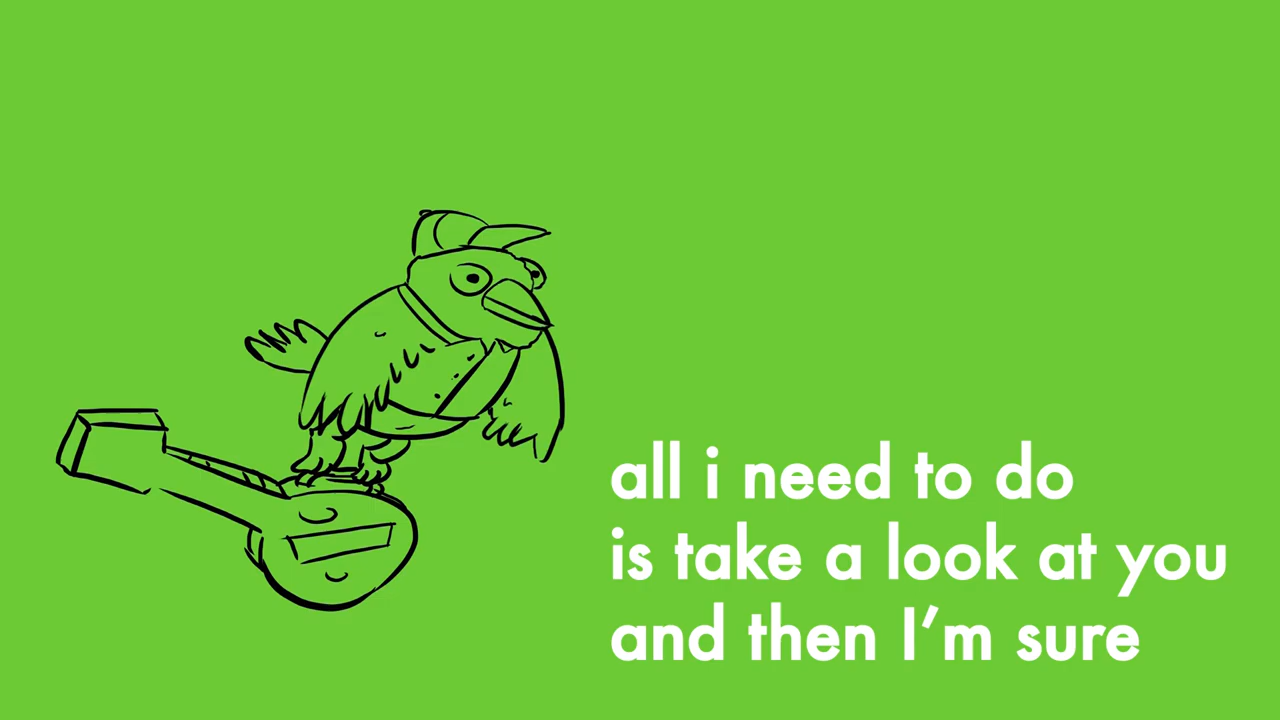 all i need to do
is take a look at you
and then I’m sure